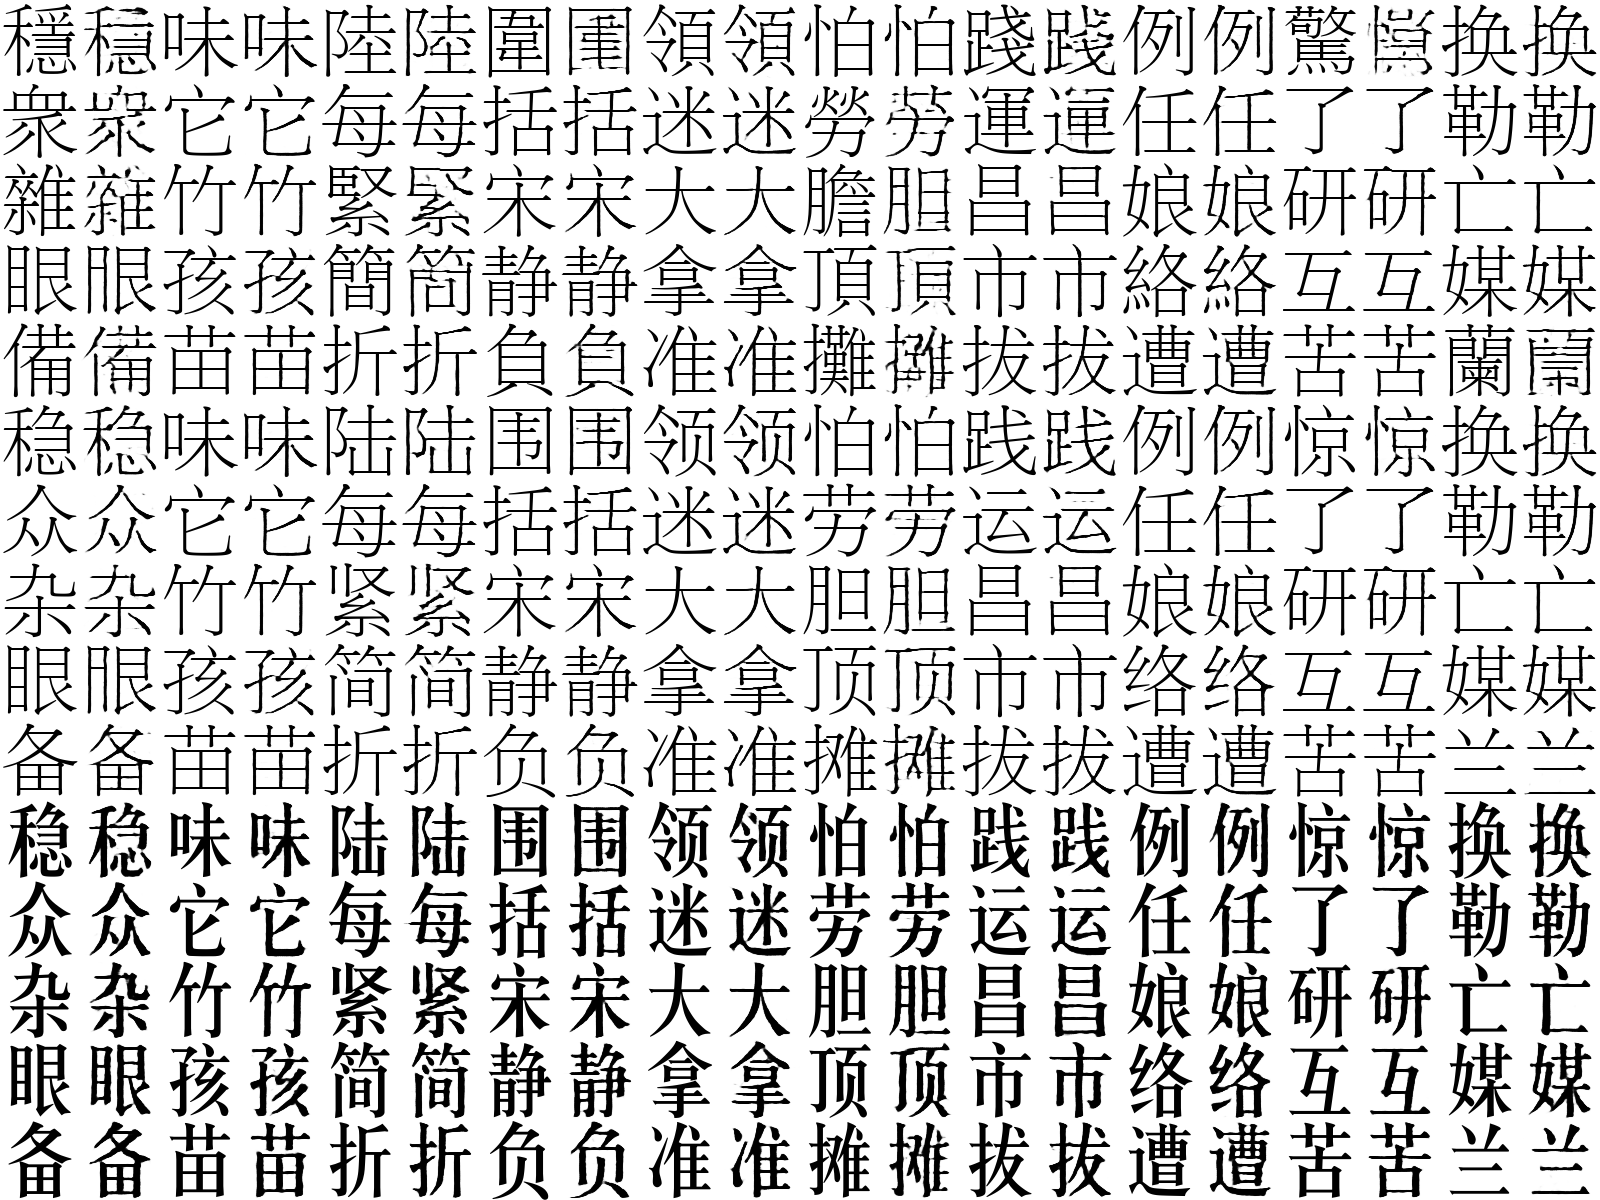 穩穩味味陸陸圍領領怕怕踐踐例例驚换换
衆衆它它每每括括迷迷勞勞運運任任了了勒勒
雜雜竹竹緊緊宋宋大大膽胆昌昌娘娘研研亡亡
眼眼孩孩簡静静拿拿頂頂市市絡絡互互媒媒
備備苗苗折折負負准准攤拔拔遭遭苦苦蘭
稳稳味味陆陆围围领领怕怕践践例例惊惊换换
众众它它每每括括迷迷劳劳运运任任了了勒勒
杂杂竹竹紧紧宋宋大大胆胆昌昌娘娘研研亡亡
眼眼孩孩简简静静拿拿顶顶市市络络互互媒媒
备备苗苗折折负负准准摊摊拔拔遭遭苦苦兰兰
稳稳味味陆陆围围领领怕怕践践例例惊惊换换
众众它它每每括括迷迷劳劳运运任任了了勒勒
杂杂竹竹紧紧宋宋大大胆胆昌昌娘娘研研亡亡
眼眼孩孩简简静静拿拿顶顶市市络络互互媒媒
备备苗苗折折负负准准摊摊拔拔遭遭苦苦兰兰